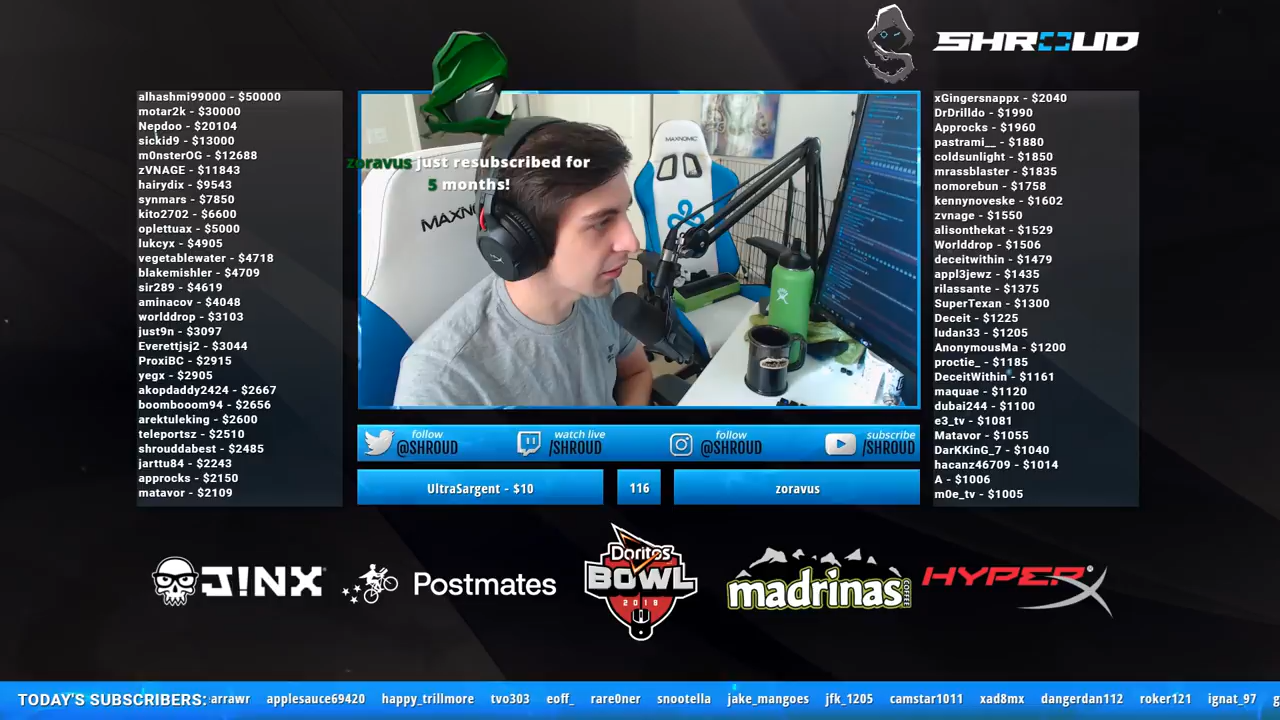 SHROUD
alhashmi99000 - $50000
motar2k - $30000
Nepdoo - $20104
sickid9 - $13000
m0nsterOG - $12688
zVNAGE - $11843
hairydix - $9543
synmars - $7850
kito2702 - $6600
oplettuax - $5000
lukcyx - $4905
vegetablewater - $4718
blakemishler - $4709
sir289 - $4619
aminacov - $4048
worlddrop - $3103
just9n - $3097
Everettjsj2 - $3044
ProxiBC - $2915
yegx - $2905
akopdaddy2424 - $2667
boombooom94 - $2656
arektuleking - $2600
teleportsz - $2510
shrouddabest - $2485
jarttu84 - $2243
approcks - $2150
matavor - $2109
zoravus just resubscribed for
5 months!
MAXNOMIC
MAXNO
xGingersnappx - $2040
DrDrilldo - $1990
Approcks - $1960
pastrami__ - $1880
coldsunlight - $1850
mrassblaster - $1835
nomorebun - $1758
kennynoveske - $1602
zvnage - $1550
alisonthekat - $1529
Worlddrop - $1506
deceitwithin - $1479
appl3jewz - $1435
rilassante - $1375
SuperTexan - $1300
Deceit - $1225
ludan33 - $1205
AnonymousMa - $1200
proctie_ - $1185
DeceitWithin - $1161
maquae - $1120
dubai244 - $1100
e3_tv - $1081
Matavor - $1055
DarKKinG_7 - $1040
hacanz46709 - $1014
A - $1006
m0e_tv - $1005
follow
@SHROUD
watch live
/SHROUD
follow
@SHROUD
subscribe
/SHROUD
UltraSargent - $10
116
zoravus
J!NX
Postmates
Doritos
BOWL
2018
madrinas
COFFEE
HYPERX
TODAY'S SUBSCRIBERS: arrawr applesauce69420 happy_trillmore tvo303 eoff_ rare0ner snootella jake_mangoes jfk_1205 camstar1011 xad8mx dangerdan112 roker121 ignat_97 g